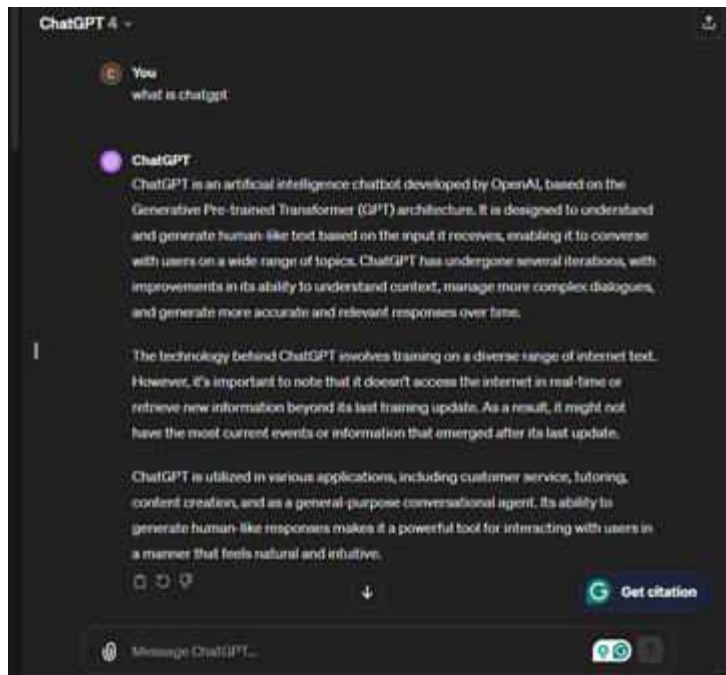 ChatGPT 4
C
You
what is chatgpt
ChatGPT
ChatGPT is an artificial intelligence chatbot developed by OpenAI, based on the
Generative Pre-trained Transformer (GPT) architecture. It is designed to understand
and generate human-like text based on the input it receives, enabling it to converse
with users on a wide range of topics. ChatGPT has undergone several iterations, with
improvements in its ability to understand context, manage more complex dialogues,
and generate more accurate and relevant responses over time.
The technology behind ChatGPT involves training on a diverse range of internet text.
However, it's important to note that it doesn't access the internet in real-time or
retrieve new information beyond its last training update. As a result, it might not
have the most current events or information that emerged after its last update.
ChatGPT is utilized in various applications, including customer service, tutoring,
content creation, and as a general-purpose conversational agent. Its ability to
generate human-like responses makes it a powerful tool for interacting with users in
a manner that feels natural and intuitive.
G Get citation
Message ChatGPT...